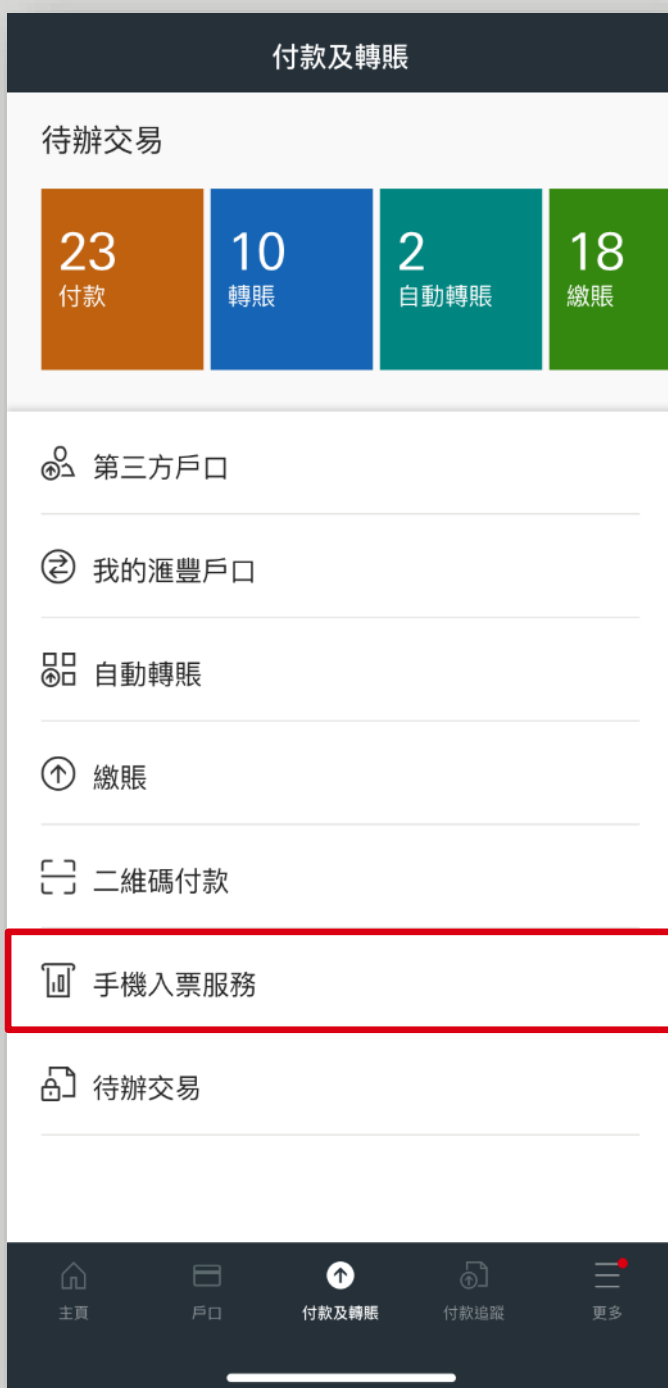 付款及轉賬
待辦交易
23
付款
10
轉賬
2
自動轉賬
18
繳賬
第三方戶口
我的滙豐戶口
自動轉賬
繳賬
二維碼付款
手機入票服務
待辦交易
主頁
戶口
付款及轉賬
付款追蹤
更多